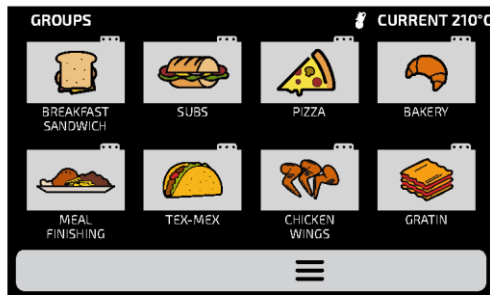 GROUPS
CURRENT 210°C
BREAKFAST
SANDWICH
SUBS
PIZZA
BAKERY
MEAL
FINISHING
TEX-MEX
CHICKEN
WINGS
GRATIN